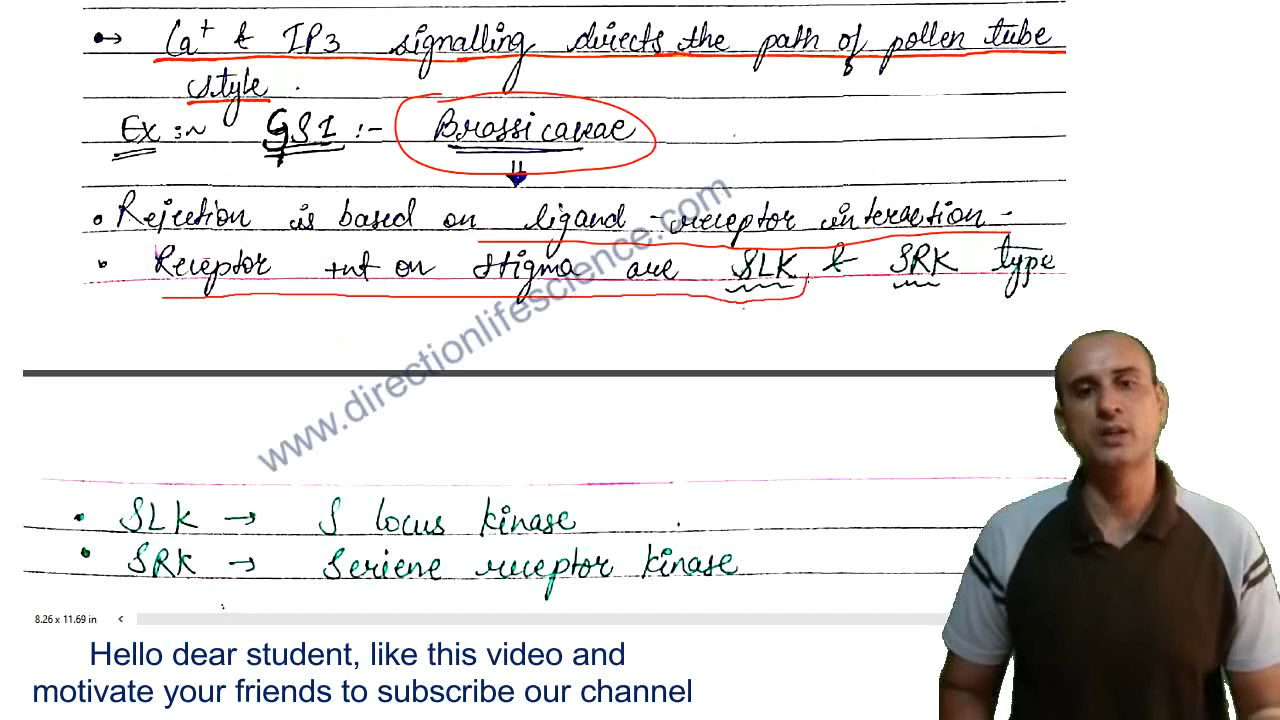 Ca+ & IP3 signalling directs the path of pollen tube
style.
Ex :~ GSI :- Brassicaceae
• Rejection is based on ligand - receptor interaction -
• Receptor +nt on stigma are SLK & SRK type
www.directionlifescience.com
• SLK → S locus kinase
• SRK → Seriene receptor kinase
8.26 x 11.69 in
Hello dear student, like this video and
motivate your friends to subscribe our channel